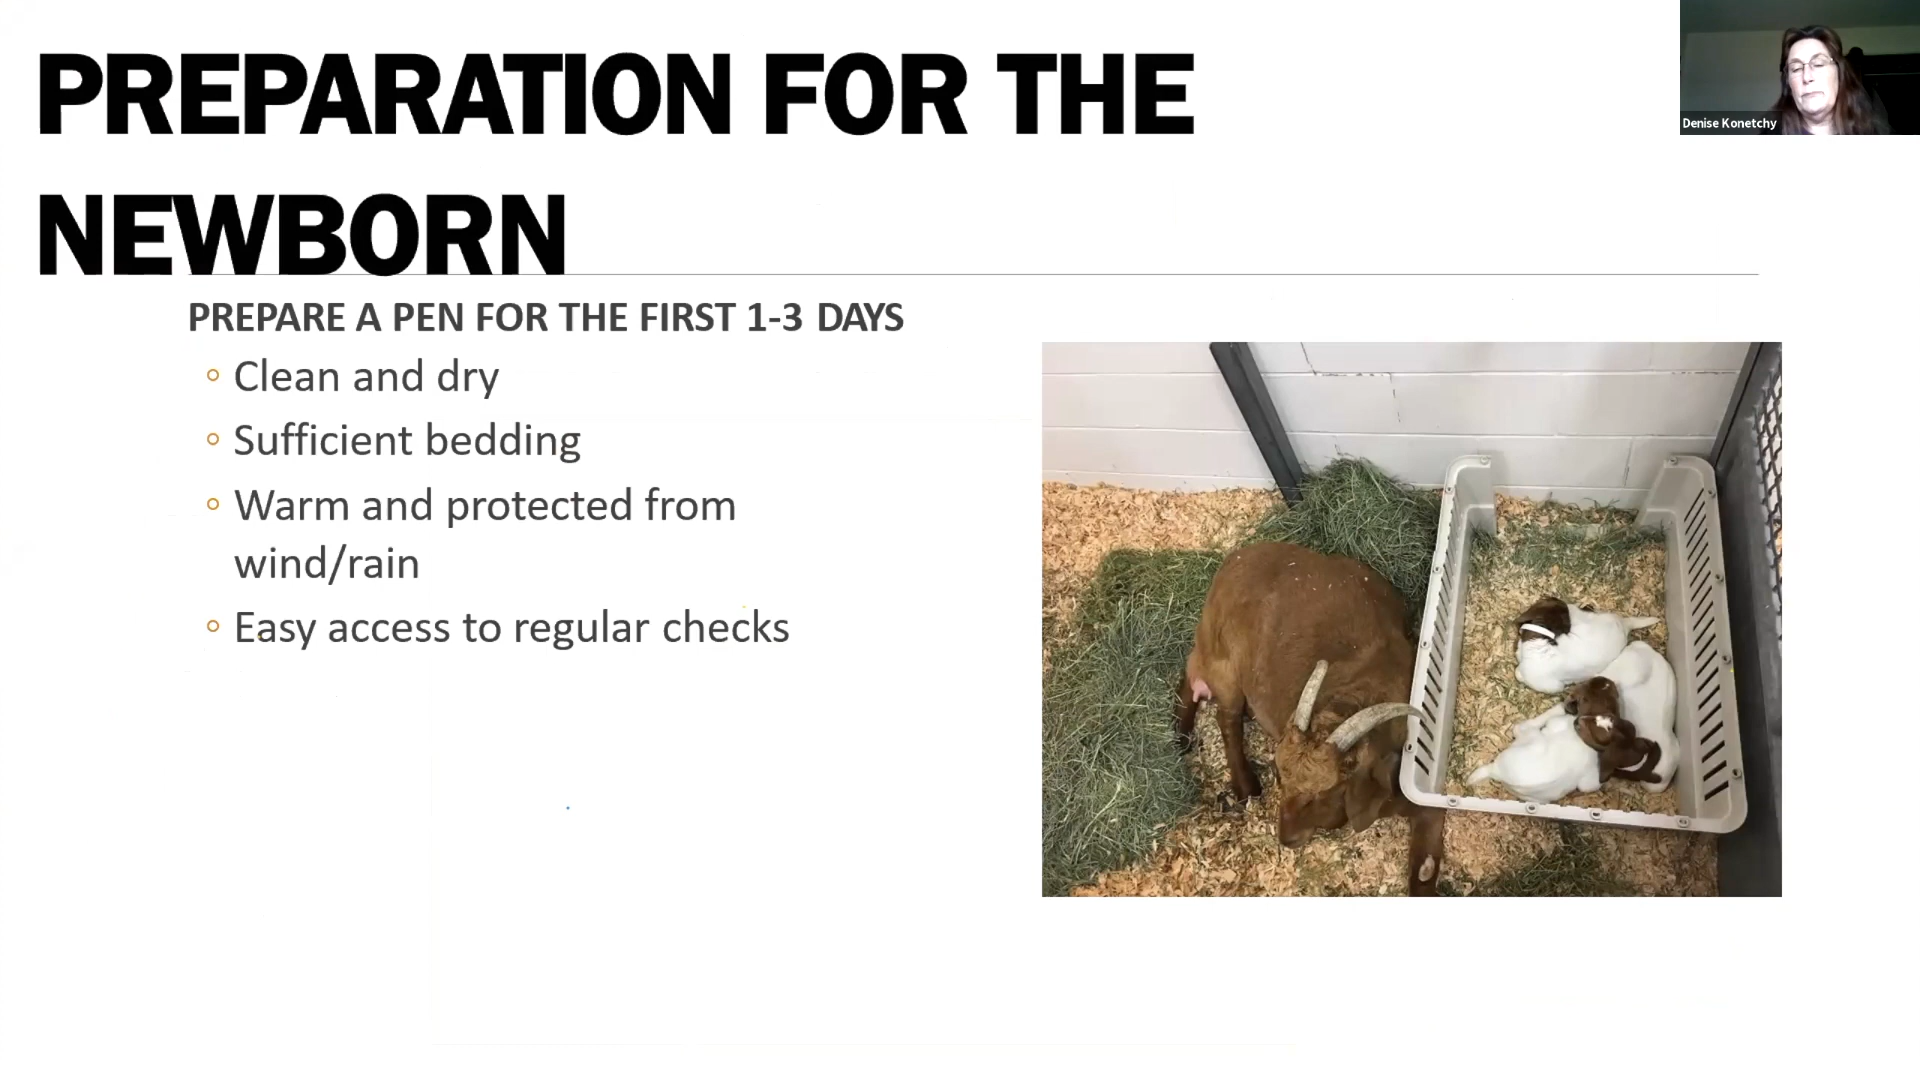 PREPARATION FOR THE
NEWBORN
Denise Konetchy
PREPARE A PEN FOR THE FIRST 1-3 DAYS
◦ Clean and dry
◦ Sufficient bedding
◦ Warm and protected from
wind/rain
◦ Easy access to regular checks